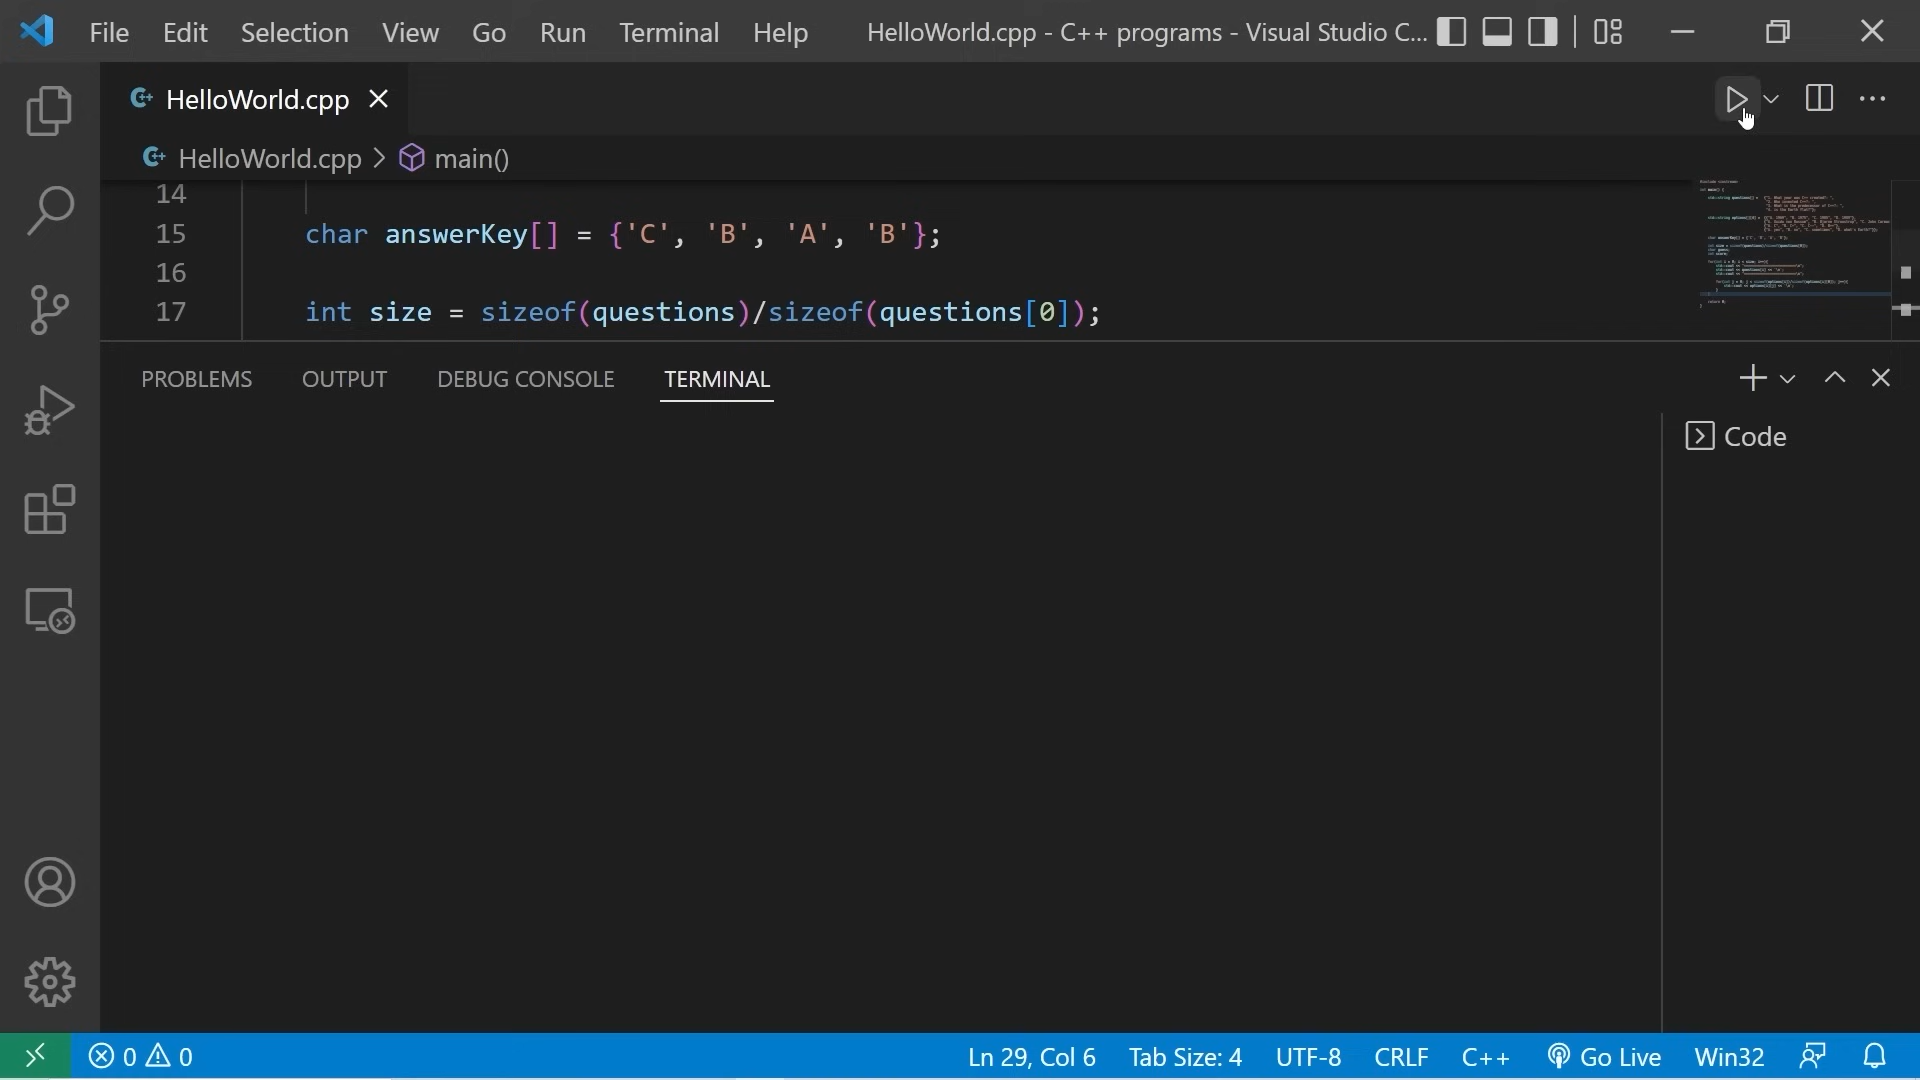 File Edit Selection View Go Run Terminal Help HelloWorld.cpp - C++ programs - Visual Studio C...
HelloWorld.cpp
HelloWorld.cpp > main()
14
15 char answerKey[] = {'C', 'B', 'A', 'B'};
16
17 int size = sizeof(questions)/sizeof(questions[0]);
PROBLEMS OUTPUT DEBUG CONSOLE TERMINAL
Code
0 0 Ln 29, Col 6 Tab Size: 4 UTF-8 CRLF C++ Go Live Win32